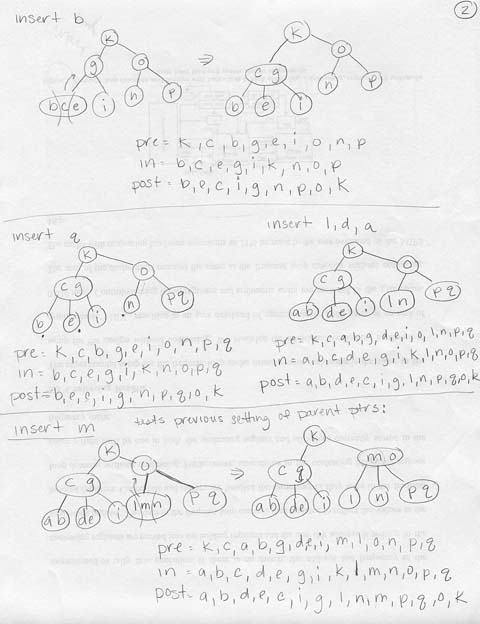 2
insert b
k
g
o
b c e
i
n
p
⇒
k
c g
o
b
e
i
n
p
pre = k, c, b, g, e, i, o, n, p
in = b, c, e, g, i, k, n, o, p
post = b, e, c, i, g, n, p, o, k
insert q
k
c g
o
b
e
i
n
p q
pre = k, c, b, g, e, i, o, n, p, q
in = b, c, e, g, i, k, n, o, p, q
post = b, e, c, i, g, n, p, q, o, k
insert l, d, a
k
c g
o
a b
d e
i
l n
p q
pre = k, c, a, b, g, d, e, i, o, l, n, p, q
in = a, b, c, d, e, g, i, k, l, n, o, p, q
post = a, b, d, e, c, i, g, l, n, p, q, o, k
insert m
tests previous setting of parent ptrs:
k
c g
o
a b
d e
i
l m n
p q
⇒
k
c g
m o
a b
d e
i
l
n
p q
pre = k, c, a, b, g, d, e, i, m, l, o, n, p, q
in = a, b, c, d, e, g, i, k, l, m, n, o, p, q
post = a, b, d, e, c, i, g, l, n, m, p, q, o, k